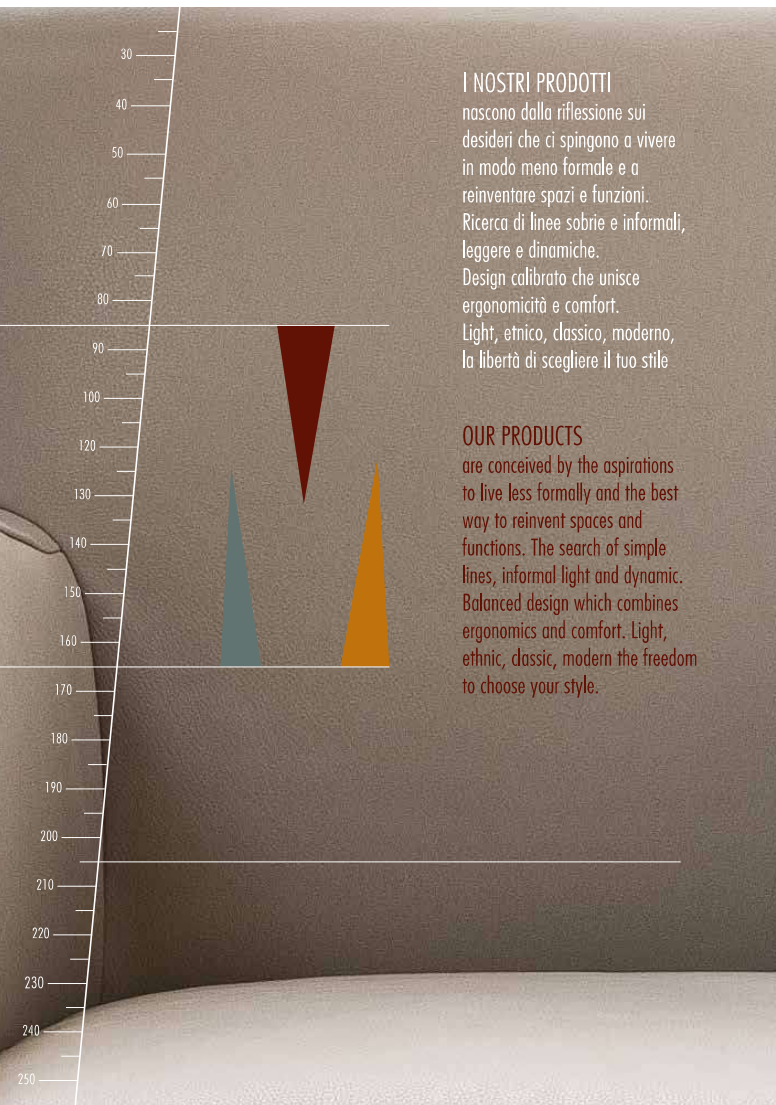 30
40
50
60
70
80
90
100
120
130
140
150
160
170
180
190
200
210
220
230
240
250
I NOSTRI PRODOTTI
nascono dalla riflessione sui
desideri che ci spingono a vivere
in modo meno formale e a
reinventare spazi e funzioni.
Ricerca di linee sobrie e informali,
leggere e dinamiche.
Design calibrato che unisce
ergonomicità e comfort.
Light, etnico, classico, moderno,
la libertà di scegliere il tuo stile
OUR PRODUCTS
are conceived by the aspirations
to live less formally and the best
way to reinvent spaces and
functions. The search of simple
lines, informal light and dynamic.
Balanced design which combines
ergonomics and comfort. Light,
ethnic, classic, modern the freedom
to choose your style.